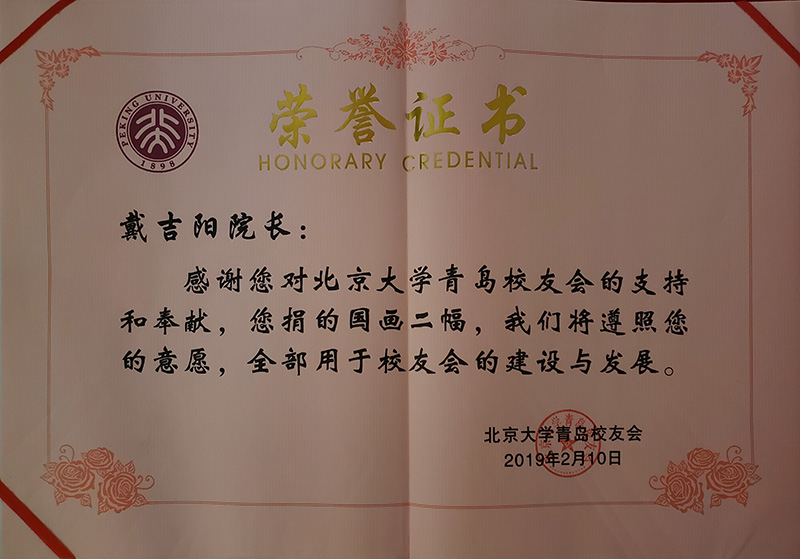 PEKING UNIVERSITY
1898
荣誉证书
HONORARY CREDENTIAL
戴吉阳院长：
感谢您对北京大学青岛校友会的支持
和奉献，您捐的国画二幅，我们将遵照您
的意愿，全部用于校友会的建设与发展。
北京大学青岛校友会
2019年2月10日